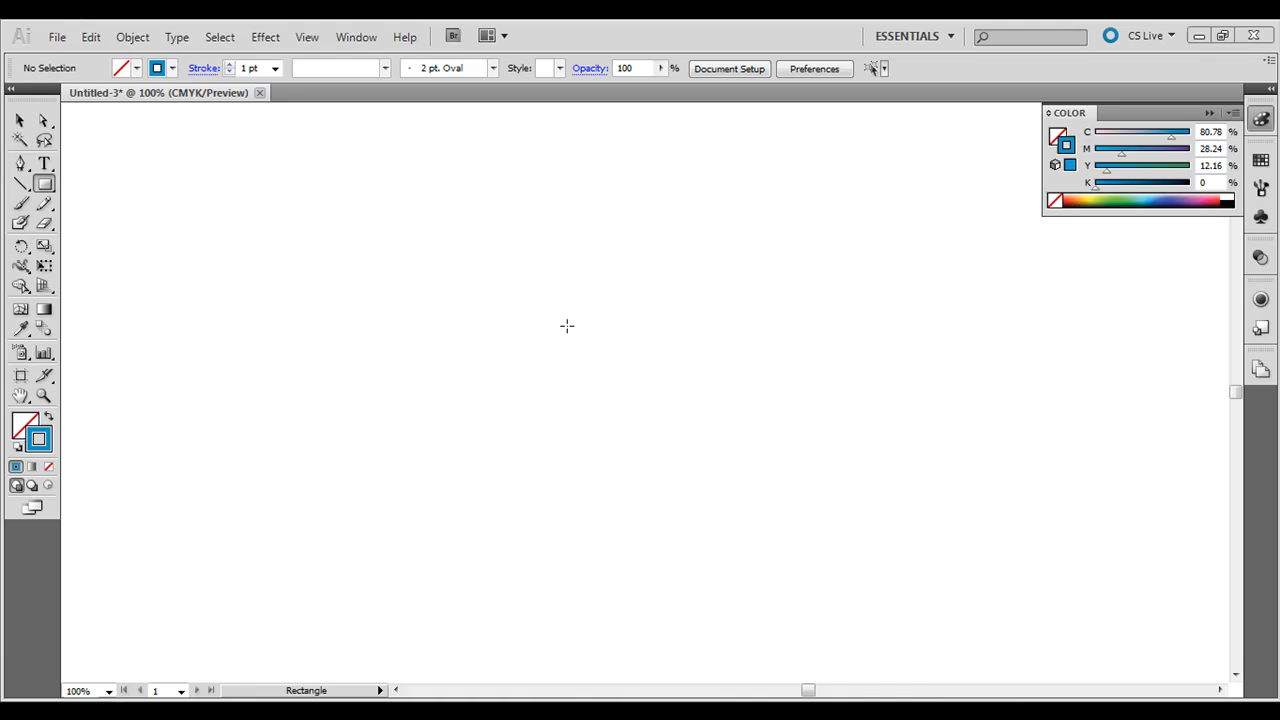 Ai File Edit Object Type Select Effect View Window Help Br ESSENTIALS CS Live
No Selection Stroke: 1 pt 2 pt. Oval Style: Opacity: 100 % Document Setup Preferences
Untitled-3* @ 100% (CMYK/Preview)
COLOR
C 80.78 %
M 28.24 %
Y 12.16 %
K 0 %
T
100% 1 Rectangle